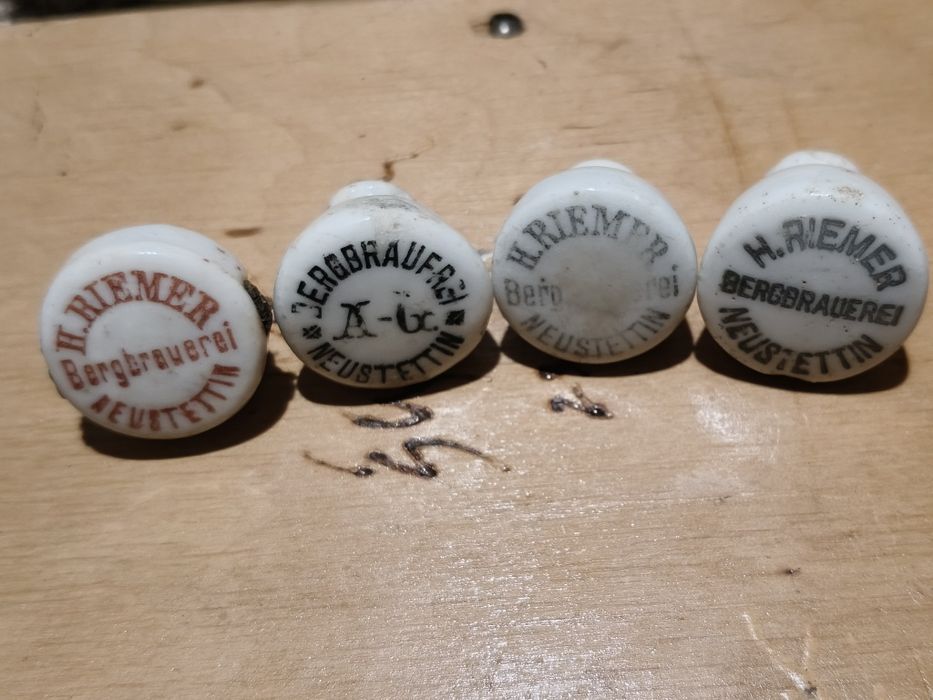 H.RIEMER
Bergbrauerei
NEUSTETTIN
BERGBRAUEREI
A-G.
NEUSTETTIN
H.RIEMER
Berg rei
NEUSTETTIN
H.RIEMER
BERGBRAUEREI
NEUSTETTIN